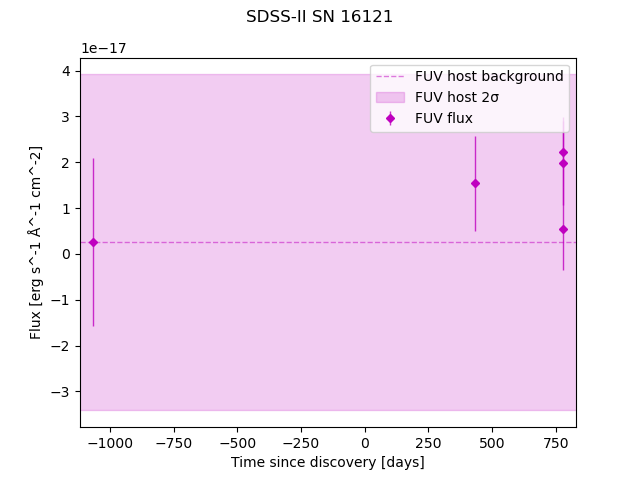 SDSS-II SN 16121
1e−17
FUV host background
FUV host 2σ
FUV flux
4
3
2
1
0
−1
−2
−3
Flux [erg s^-1 Å^-1 cm^-2]
−1000 −750 −500 −250 0 250 500 750
Time since discovery [days]